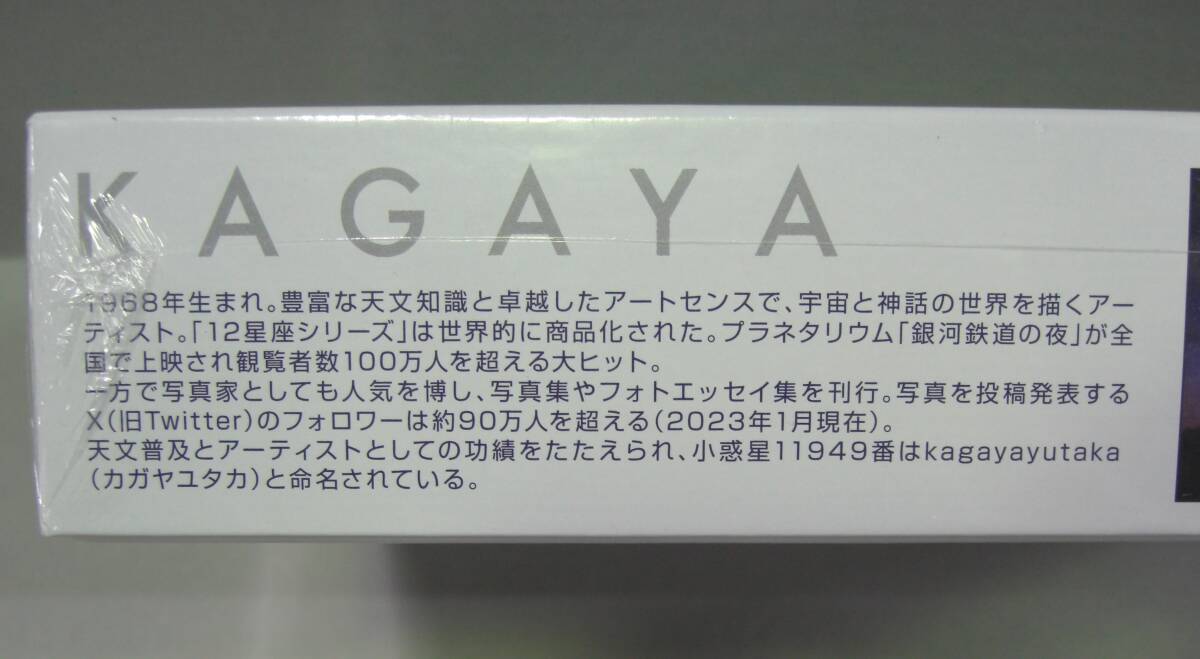 KAGAYA
1968年生まれ。豊富な天文知識と卓越したアートセンスで、宇宙と神話の世界を描くアー
ティスト。「12星座シリーズ」は世界的に商品化された。プラネタリウム「銀河鉄道の夜」が全
国で上映され観覧者数100万人を超える大ヒット。
一方で写真家としても人気を博し、写真集やフォトエッセイ集を刊行。写真を投稿発表する
X(旧Twitter)のフォロワーは約90万人を超える(2023年1月現在)。
天文普及とアーティストとしての功績をたたえられ、小惑星11949番はkagayayutaka
(カガヤユタカ)と命名されている。